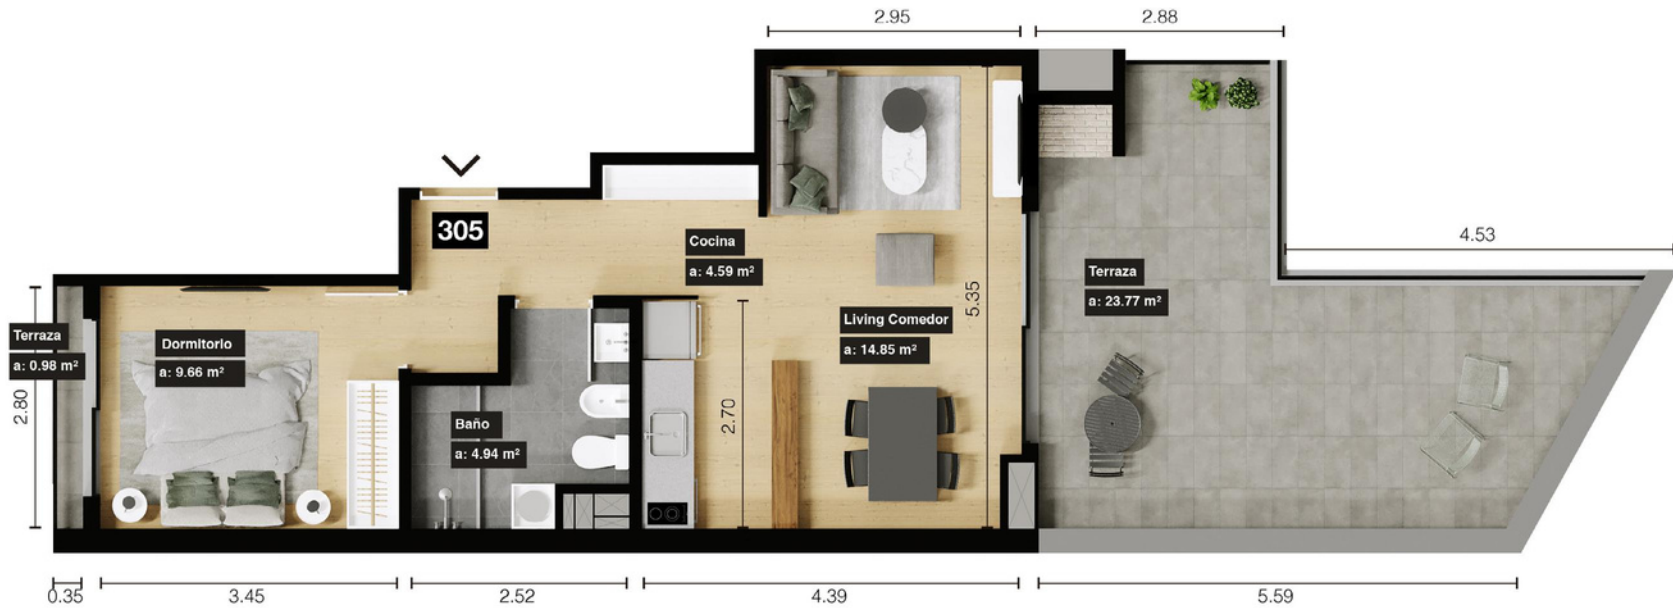 2.95
2.88
305
4.53
Cocina
a: 4.59 m²
Terraza
a: 23.77 m²
5.35
Living Comedor
a: 14.85 m²
Terraza
a: 0.98 m²
Dormitorio
a: 9.66 m²
2.80
2.70
Baño
a: 4.94 m²
0.35
3.45
2.52
4.39
5.59